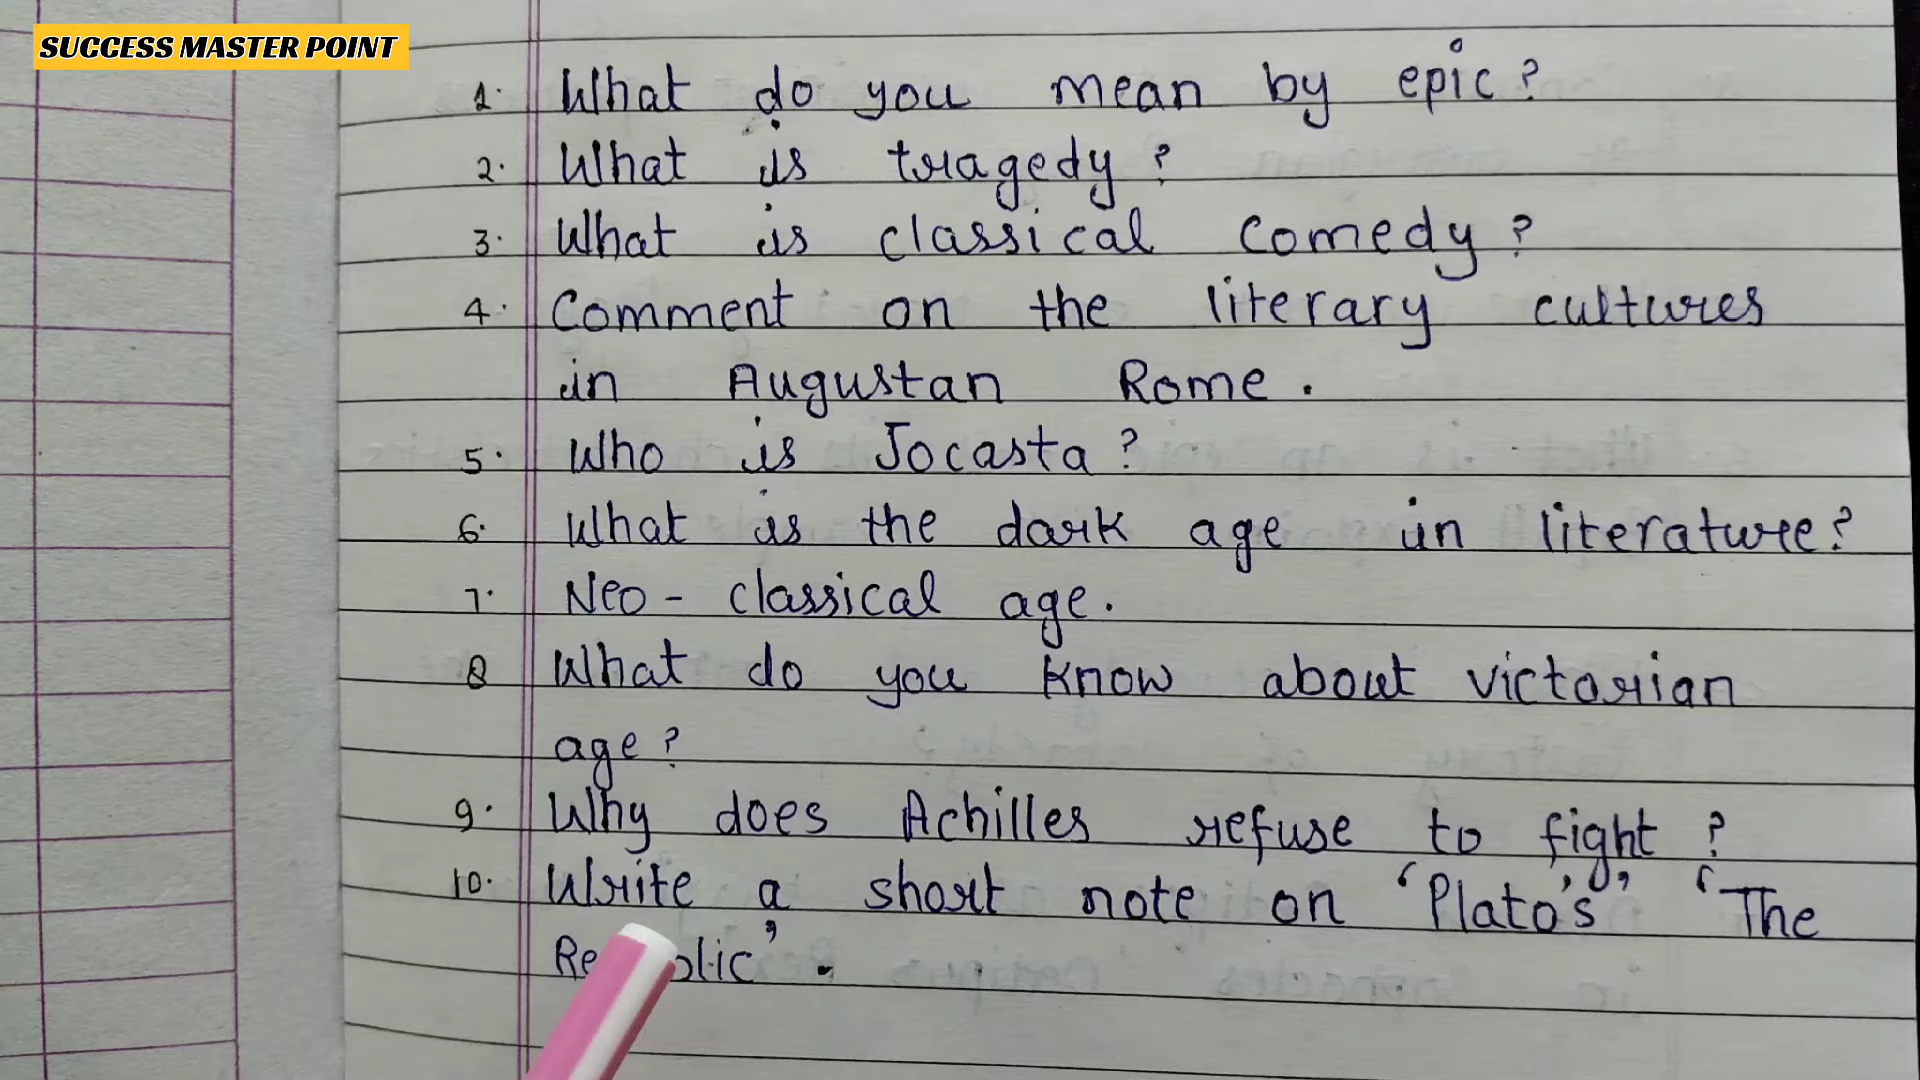 SUCCESS MASTER POINT
1. What do you mean by epic?
2. What is tragedy?
3. What is classical comedy?
4. Comment on the literary cultures
in Augustan Rome.
5. Who is Jocasta?
6. What is the dark age in literature?
7. Neo-classical age.
8 What do you know about victorian
age?
9. Why does Achilles refuse to fight?
10. Write a short note on 'Plato's' 'The